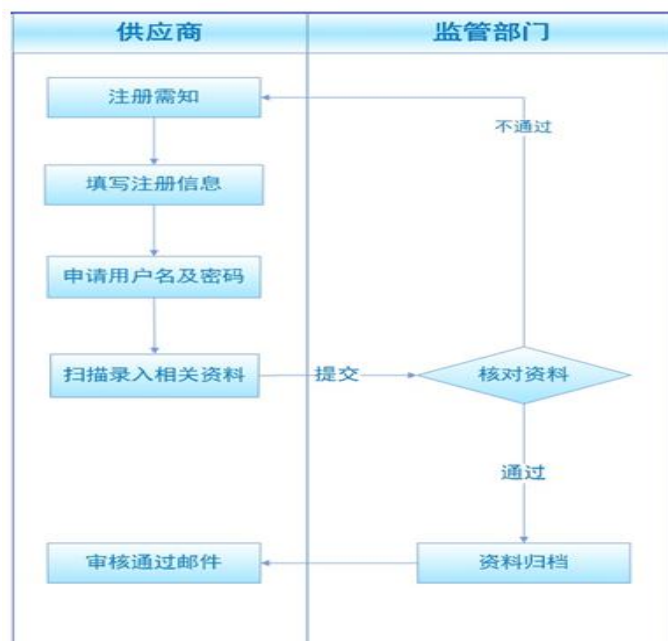 供应商
监管部门
注册需知
不通过
填写注册信息
申请用户名及密码
扫描录入相关资料
提交
核对资料
通过
审核通过邮件
资料归档